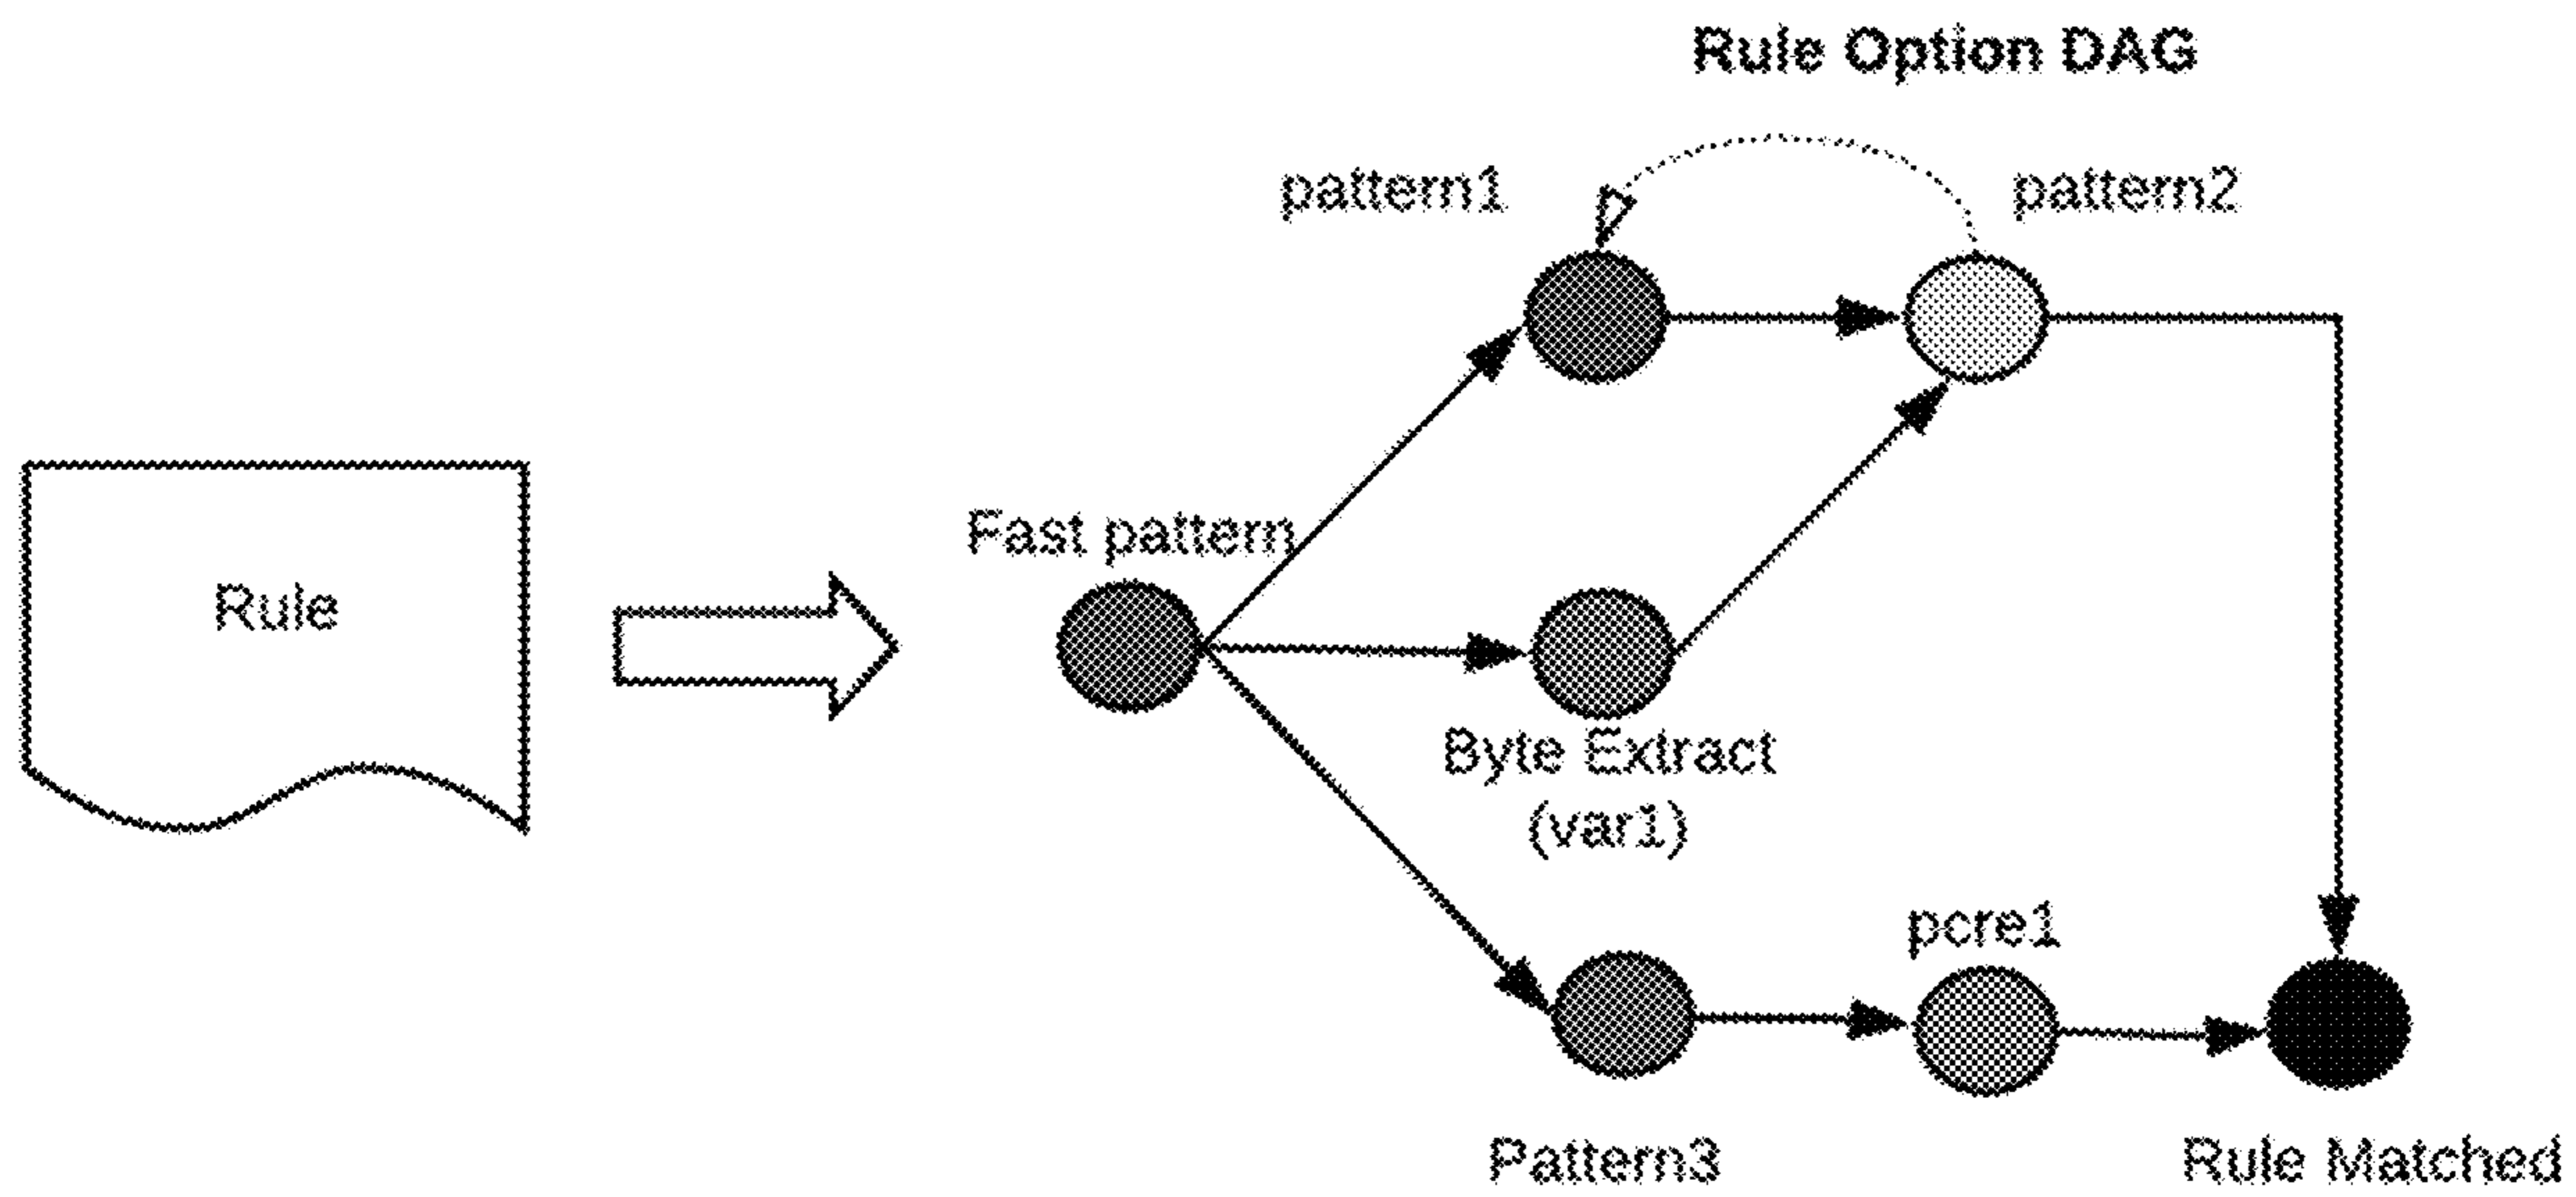 Rule Option DAG
pattern1
pattern2
Fast pattern
Rule
Byte Extract
(var1)
pcre1
Pattern3
Rule Matched